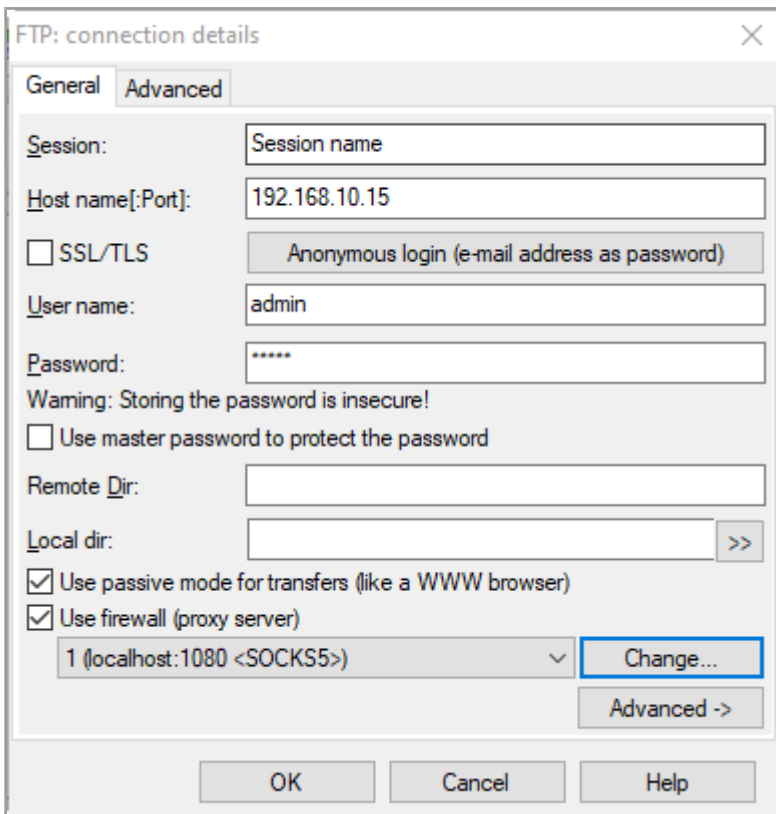 FTP: connection details
General Advanced
Session: Session name
Host name[:Port]: 192.168.10.15
SSL/TLS Anonymous login (e-mail address as password)
User name: admin
Password: *****
Warning: Storing the password is insecure!
Use master password to protect the password
Remote Dir:
Local dir: >>
Use passive mode for transfers (like a WWW browser)
Use firewall (proxy server)
1 (localhost:1080 <SOCKS5>) Change...
Advanced ->
OK Cancel Help